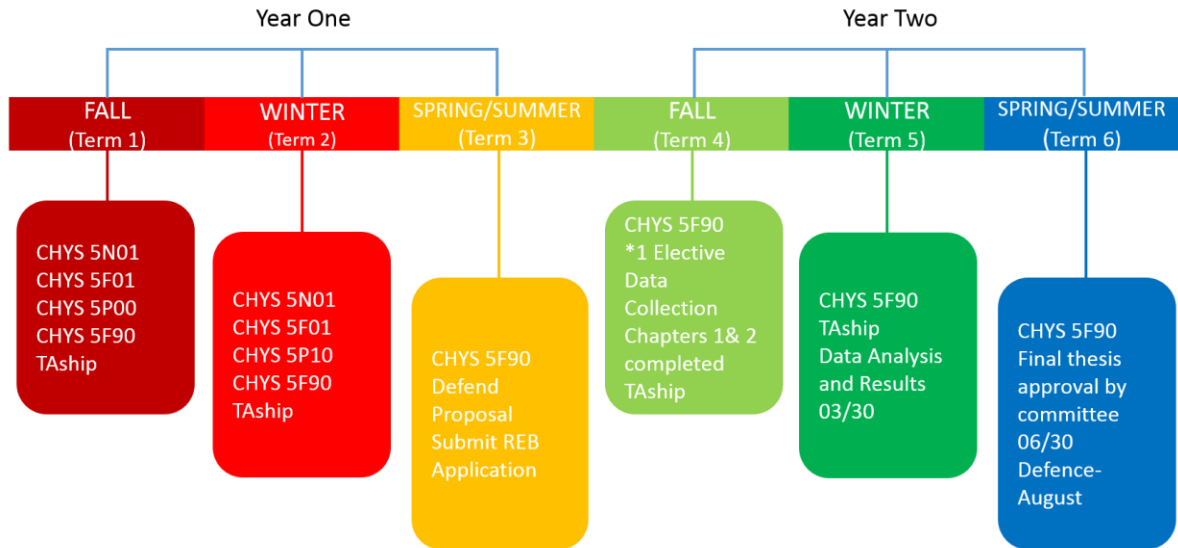 Year One
Year Two
FALL
(Term 1)
WINTER
(Term 2)
SPRING/SUMMER
(Term 3)
FALL
(Term 4)
WINTER
(Term 5)
SPRING/SUMMER
(Term 6)
CHYS 5N01
CHYS 5F01
CHYS 5P00
CHYS 5F90
TAship
CHYS 5N01
CHYS 5F01
CHYS 5P10
CHYS 5F90
TAship
CHYS 5F90
Defend
Proposal
Submit REB
Application
CHYS 5F90
*1 Elective
Data
Collection
Chapters 1& 2
completed
TAship
CHYS 5F90
TAship
Data Analysis
and Results
03/30
CHYS 5F90
Final thesis
approval by
committee
06/30
Defence-
August